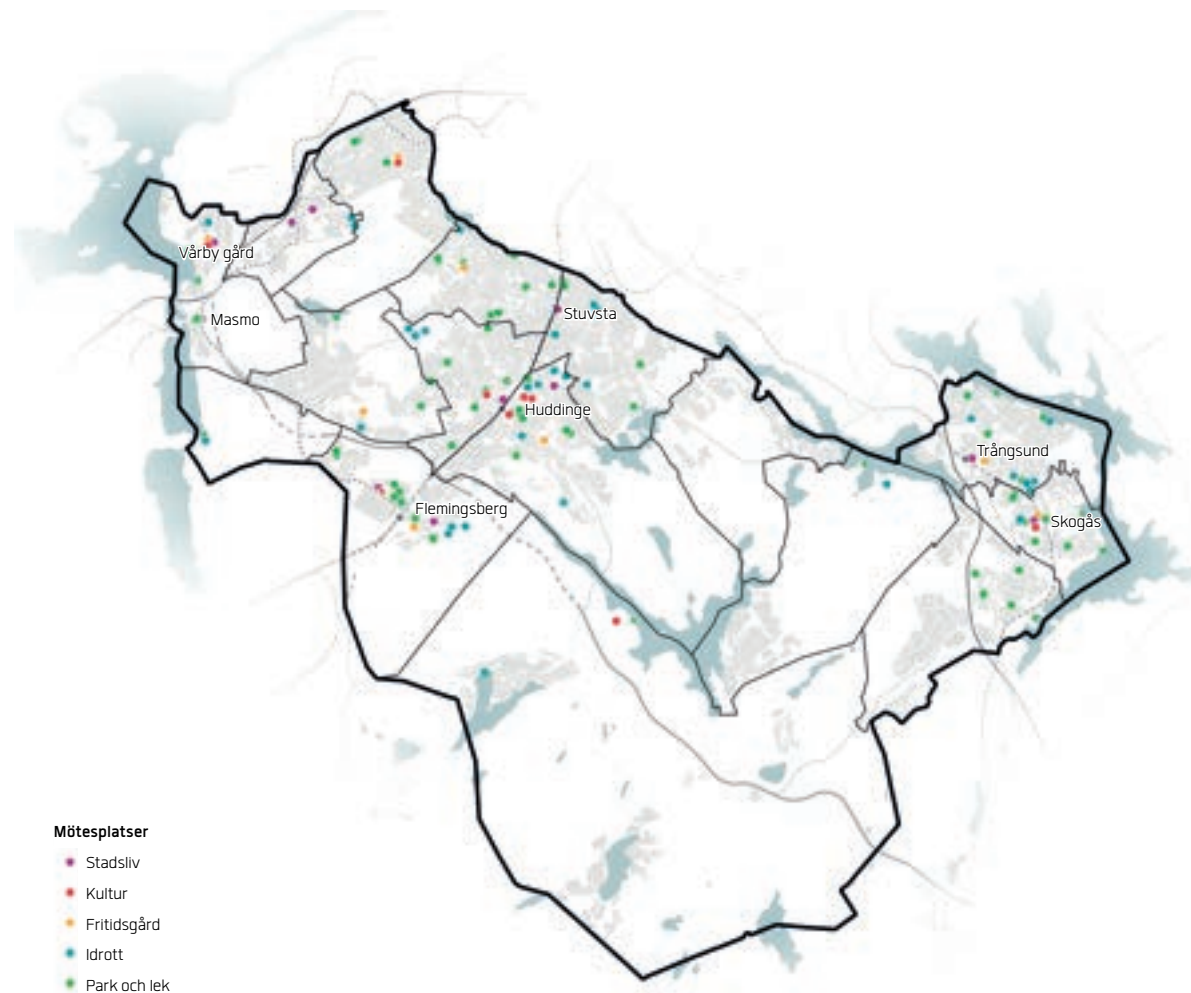 Vårby gård
Masmo
Stuvsta
Huddinge
Trångsund
Flemingsberg
Skogås
Mötesplatser
Stadsliv
Kultur
Fritidsgård
Idrott
Park och lek